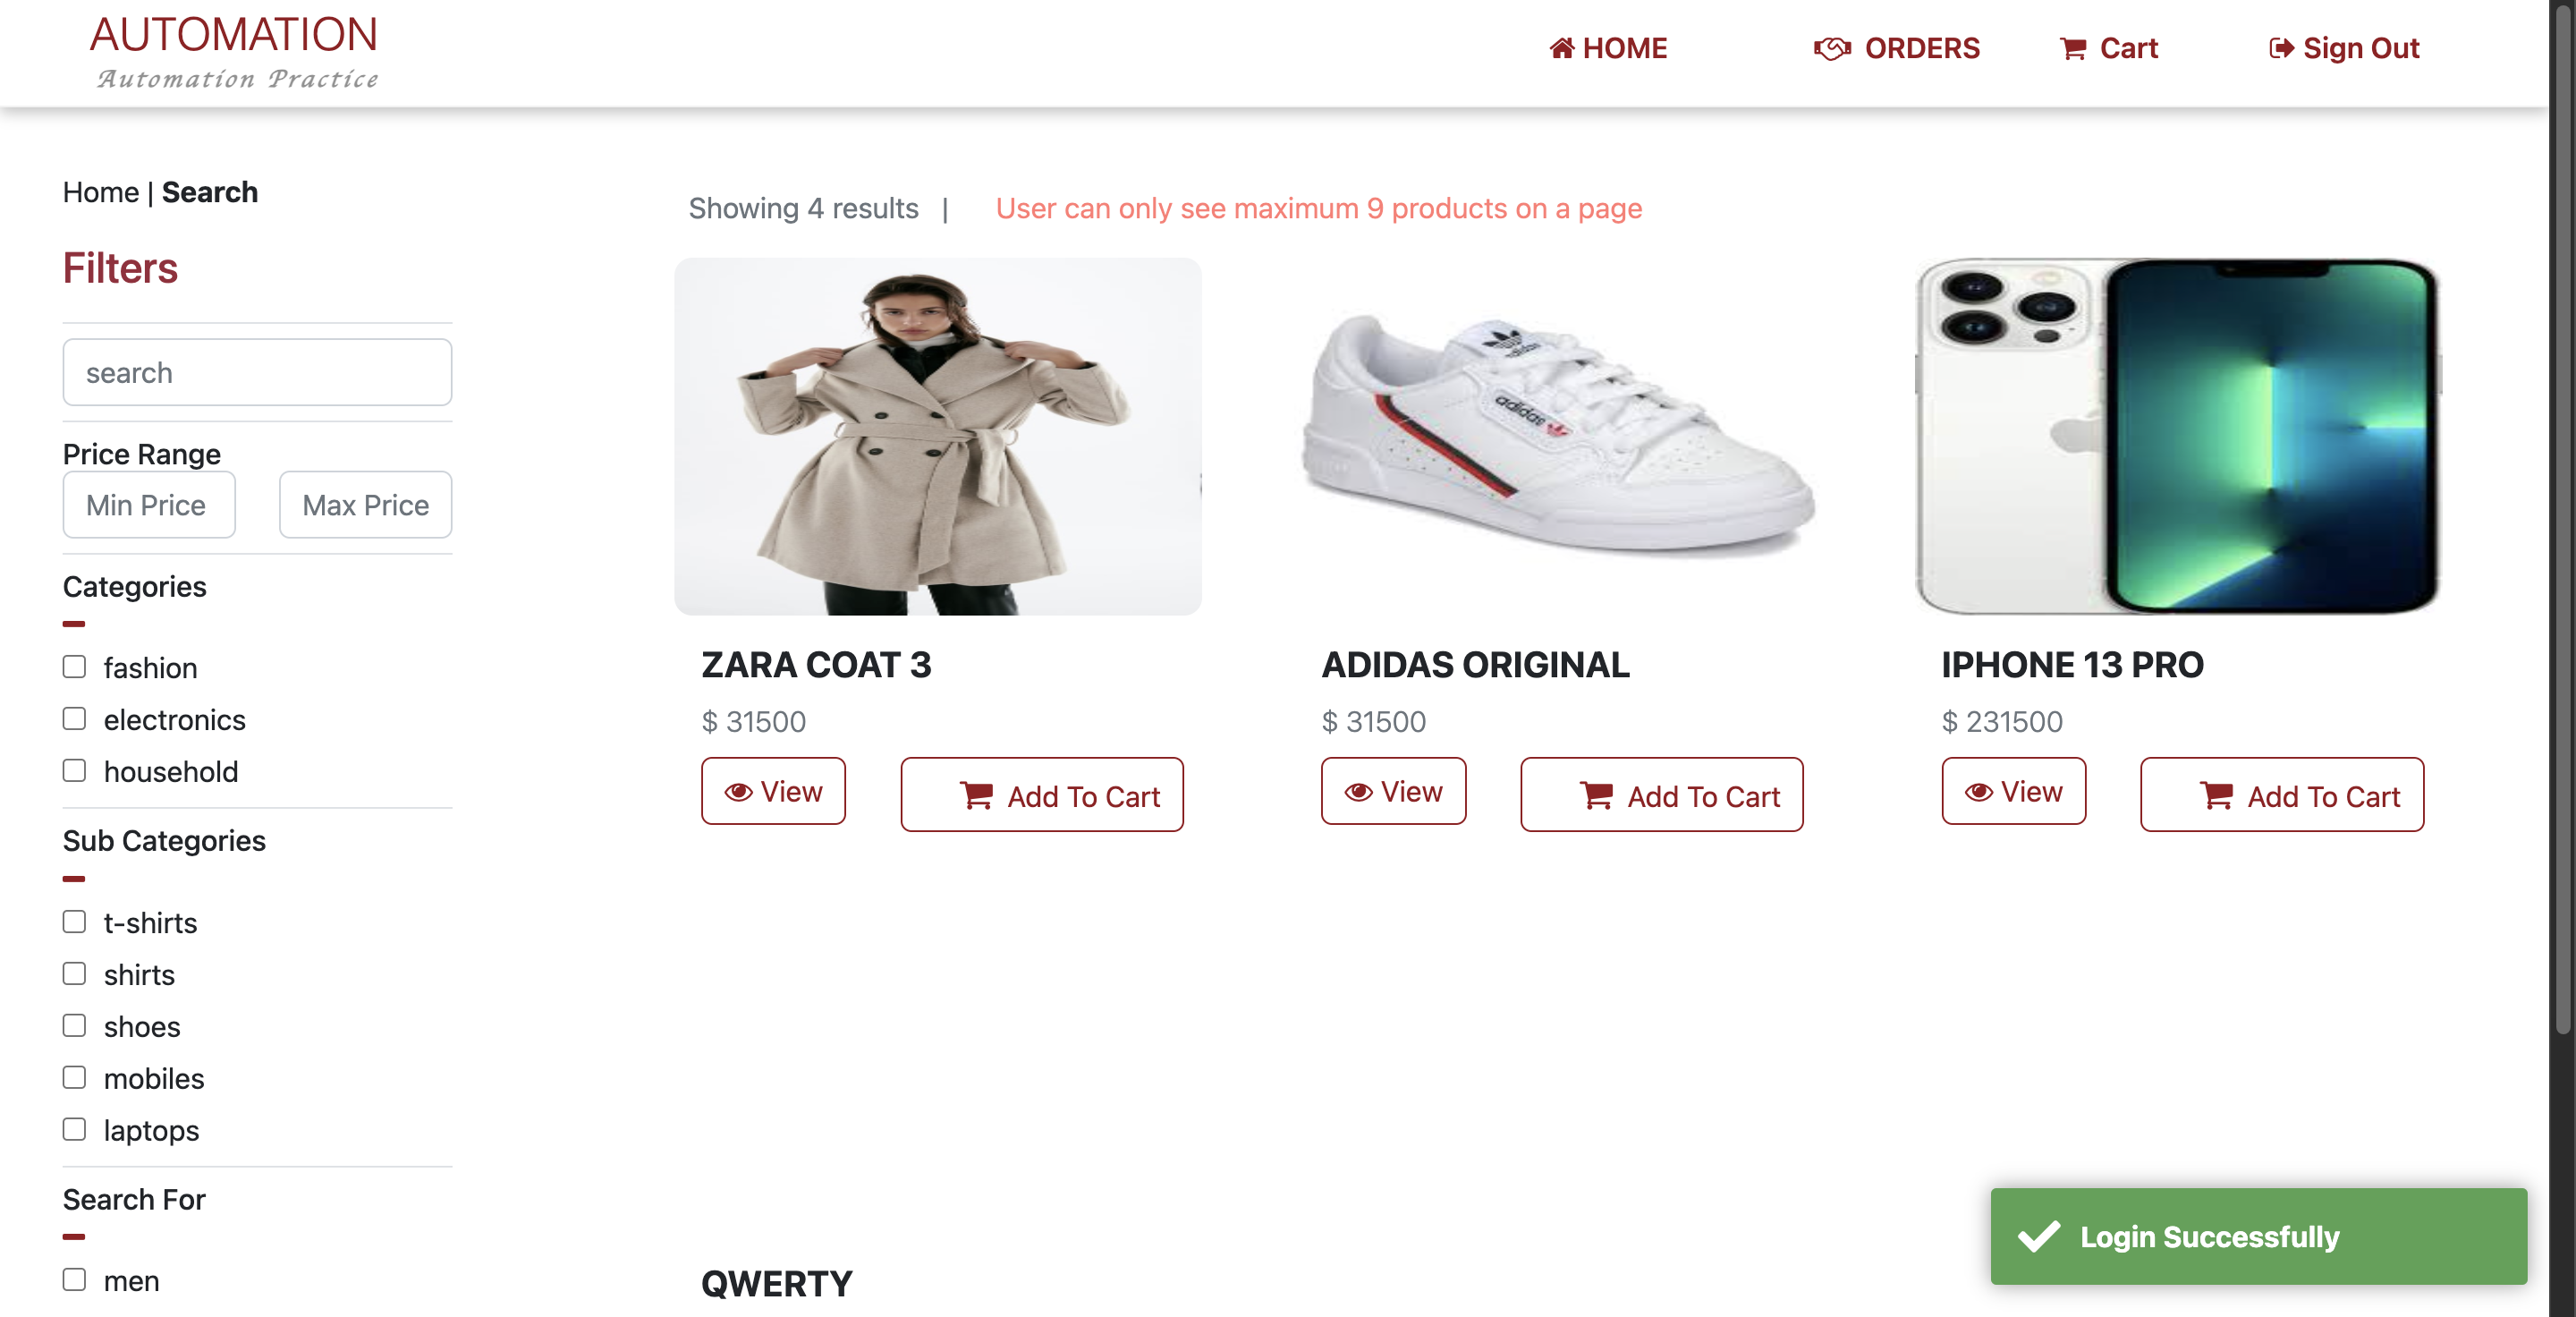 AUTOMATION
Automation Practice
HOME
ORDERS
Cart
Sign Out
Home | Search
Filters
search
Price Range
Min Price
Max Price
Categories
fashion
electronics
household
Sub Categories
t-shirts
shirts
shoes
mobiles
laptops
Search For
men
Showing 4 results |
User can only see maximum 9 products on a page
adidas
adidas
ZARA COAT 3
$ 31500
View
Add To Cart
ADIDAS ORIGINAL
$ 31500
View
Add To Cart
IPHONE 13 PRO
$ 231500
View
Add To Cart
QWERTY
Login Successfully